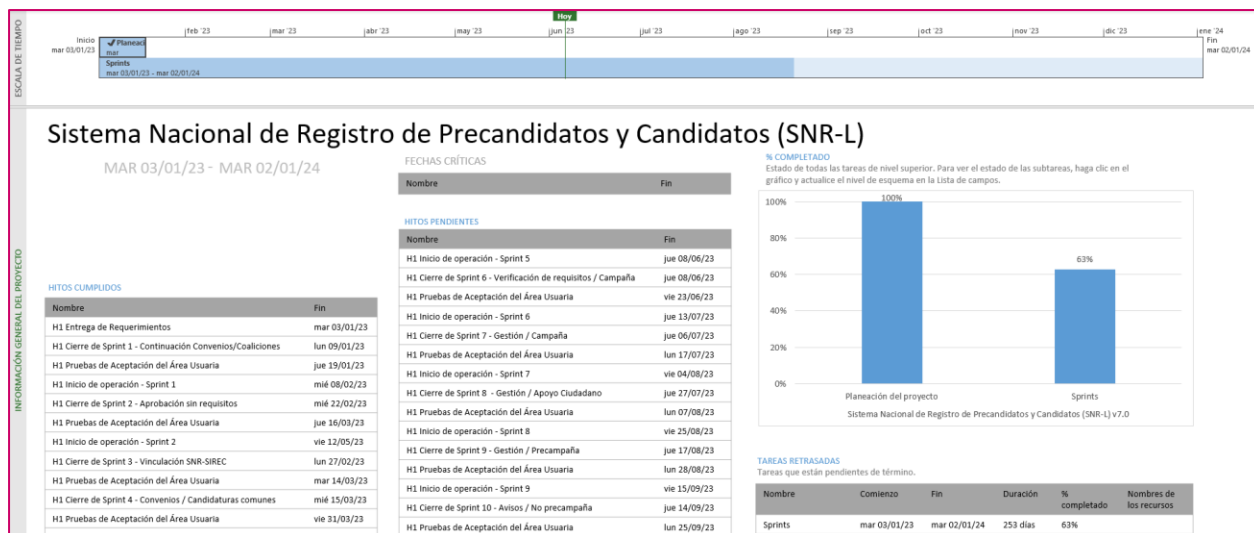 ESCALA DE TIEMPO
Hoy
feb '23 mar '23 abr '23 may '23 jun '23 jul '23 ago '23 sep '23 oct '23 nov '23 dic '23 ene '24
Inicio
mar 03/01/23
Planeaci
mar
Sprints
mar 03/01/23 - mar 02/01/24
Fin
mar 02/01/24
INFORMACIÓN GENERAL DEL PROYECTO
Sistema Nacional de Registro de Precandidatos y Candidatos (SNR-L)
MAR 03/01/23 - MAR 02/01/24
HITOS CUMPLIDOS
Nombre Fin
H1 Entrega de Requerimientos mar 03/01/23
H1 Cierre de Sprint 1 - Continuación Convenios/Coaliciones lun 09/01/23
H1 Pruebas de Aceptación del Área Usuaria jue 19/01/23
H1 Inicio de operación - Sprint 1 mié 08/02/23
H1 Cierre de Sprint 2 - Aprobación sin requisitos mié 22/02/23
H1 Pruebas de Aceptación del Área Usuaria jue 16/03/23
H1 Inicio de operación - Sprint 2 vie 12/05/23
H1 Cierre de Sprint 3 - Vinculación SNR-SIREC lun 27/02/23
H1 Pruebas de Aceptación del Área Usuaria mar 14/03/23
H1 Cierre de Sprint 4 - Convenios / Candidaturas comunes mié 15/03/23
H1 Pruebas de Aceptación del Área Usuaria vie 31/03/23
FECHAS CRÍTICAS
Nombre Fin
HITOS PENDIENTES
Nombre Fin
H1 Inicio de operación - Sprint 5 jue 08/06/23
H1 Cierre de Sprint 6 - Verificación de requisitos / Campaña jue 08/06/23
H1 Pruebas de Aceptación del Área Usuaria vie 23/06/23
H1 Inicio de operación - Sprint 6 jue 13/07/23
H1 Cierre de Sprint 7 - Gestión / Campaña jue 06/07/23
H1 Pruebas de Aceptación del Área Usuaria lun 17/07/23
H1 Inicio de operación - Sprint 7 vie 04/08/23
H1 Cierre de Sprint 8 - Gestión / Apoyo Ciudadano jue 27/07/23
H1 Pruebas de Aceptación del Área Usuaria lun 07/08/23
H1 Inicio de operación - Sprint 8 vie 25/08/23
H1 Cierre de Sprint 9 - Gestión / Precampaña jue 17/08/23
H1 Pruebas de Aceptación del Área Usuaria lun 28/08/23
H1 Inicio de operación - Sprint 9 vie 15/09/23
H1 Cierre de Sprint 10 - Avisos / No precampaña jue 14/09/23
H1 Pruebas de Aceptación del Área Usuaria lun 25/09/23
% COMPLETADO
Estado de todas las tareas de nivel superior. Para ver el estado de las subtareas, haga clic en el
gráfico y actualice el nivel de esquema en la Lista de campos.
100%
80%
60%
40%
20%
0%
100%
63%
Planeación del proyecto Sprints
Sistema Nacional de Registro de Precandidatos y Candidatos (SNR-L) v7.0
TAREAS RETRASADAS
Tareas que están pendientes de término.
Nombre Comienzo Fin Duración % completado Nombres de los recursos
Sprints mar 03/01/23 mar 02/01/24 253 días 63%